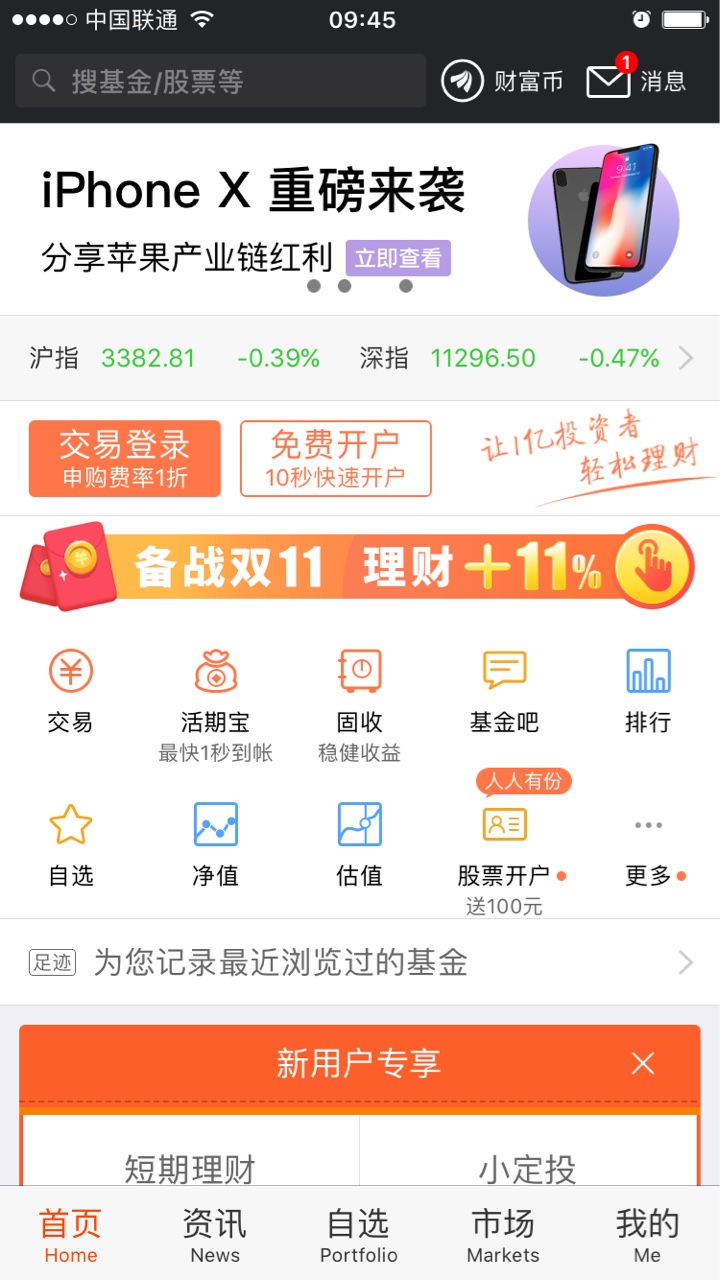 中国联通
09:45
搜基金/股票等
财富币
1
消息
iPhone X 重磅来袭
分享苹果产业链红利 立即查看
9:41
沪指 3382.81 -0.39% 深指 11296.50 -0.47%
交易登录
申购费率1折
免费开户
10秒快速开户
让1亿投资者
轻松理财
备战双11 理财+11%
交易
活期宝
最快1秒到帐
固收
稳健收益
基金吧
排行
自选
净值
估值
人人有份
股票开户
送100元
更多
足迹 为您记录最近浏览过的基金
新用户专享
短期理财
小定投
首页 资讯 自选 市场 我的
Home News Portfolio Markets Me